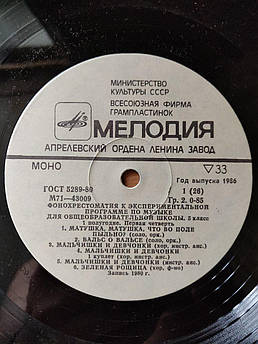 МИНИСТЕРСТВО
КУЛЬТУРЫ СССР
ВСЕСОЮЗНАЯ ФИРМА
ГРАМПЛАСТИНОК
МЕЛОДИЯ
АПРЕЛЕВСКИЙ ОРДЕНА ЛЕНИНА ЗАВОД
МОНО
▽33
Год выпуска 1986
ГОСТ 5289-80
1 (26)
М71—43009
Гр. 2. 0-85
ФОНОХРЕСТОМАТИЯ К ЭКСПЕРИМЕНТАЛЬНОЙ
ПРОГРАММЕ ПО МУЗЫКЕ
ДЛЯ ОБЩЕОБРАЗОВАТЕЛЬНОЙ ШКОЛЫ, 5 класс
1 полугодие. Первая четверть
1. МАТУШКА, МАТУШКА, ЧТО ВО ПОЛЕ
ПЫЛЬНО? (соло, орк.)
2. ВАЛЬС О ВАЛЬСЕ (соло, орк.)
3. МАЛЬЧИШКИ И ДЕВЧОНКИ (хор, инстр. анс.)
4. МАЛЬЧИШКИ И ДЕВЧОНКИ
1 куплет (хор, инстр. анс.)
5. МАЛЬЧИШКИ И ДЕВЧОНКИ (инстр. анс.)
6. ЗЕЛЕНАЯ РОЩИЦА (хор, ф-но)
Запись 1980 г.